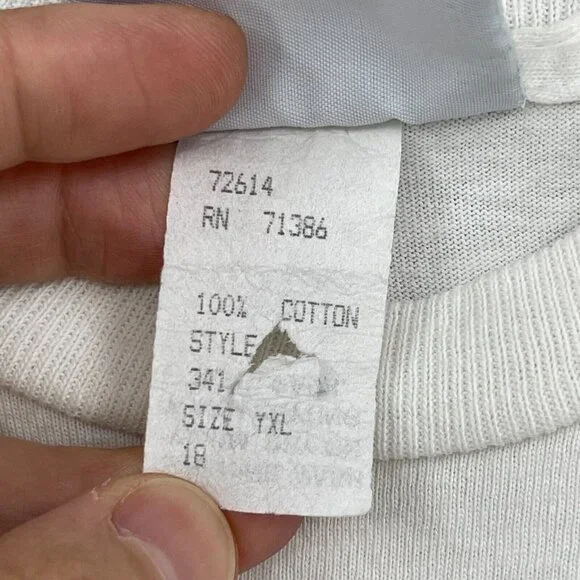 72614
RN 71386
100% COTTON
STYLE
341
SIZE YXL
18